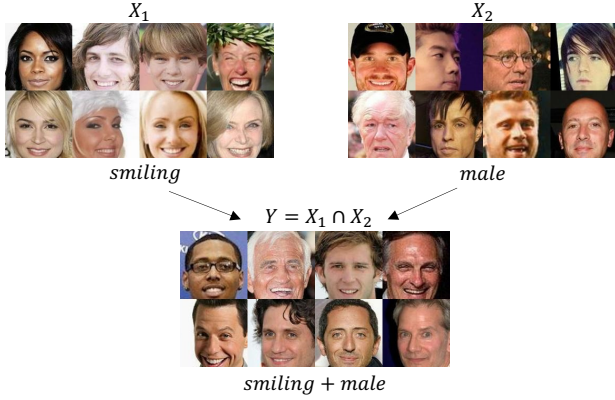 X₁
X₂
smiling
male
Y = X₁ ∩ X₂
smiling + male